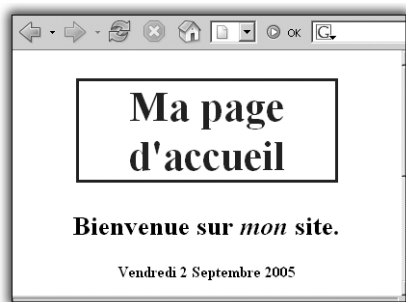 OK
G
Ma page
d'accueil
Bienvenue sur mon site.
Vendredi 2 Septembre 2005